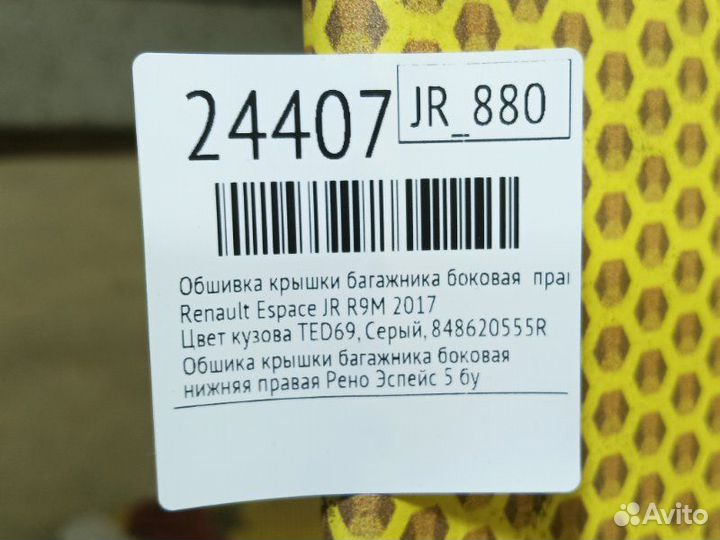 24407
JR_880
Обшивка крышки багажника боковая
Renault Espace JR R9M 2017
Цвет кузова TED69, Серый, 848620555R
Обшика крышки багажника боковая
нижняя правая Рено Эспейс 5 бу
Avito